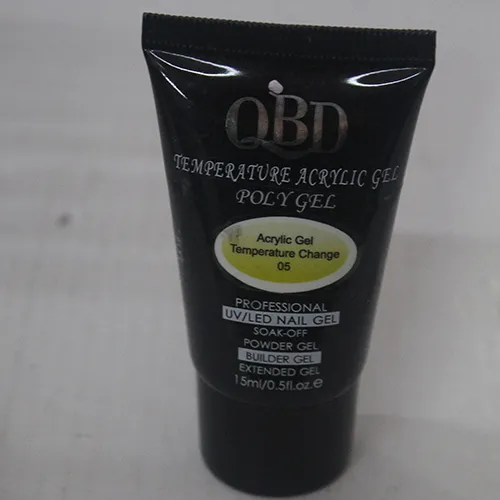 QBD
TEMPERATURE ACRYLIC GEL
POLY GEL
Acrylic Gel
Temperature Change
05
PROFESSIONAL
UV/LED NAIL GEL
SOAK-OFF
POWDER GEL
BUILDER GEL
EXTENDED GEL
15ml/0.5fl.oz.e